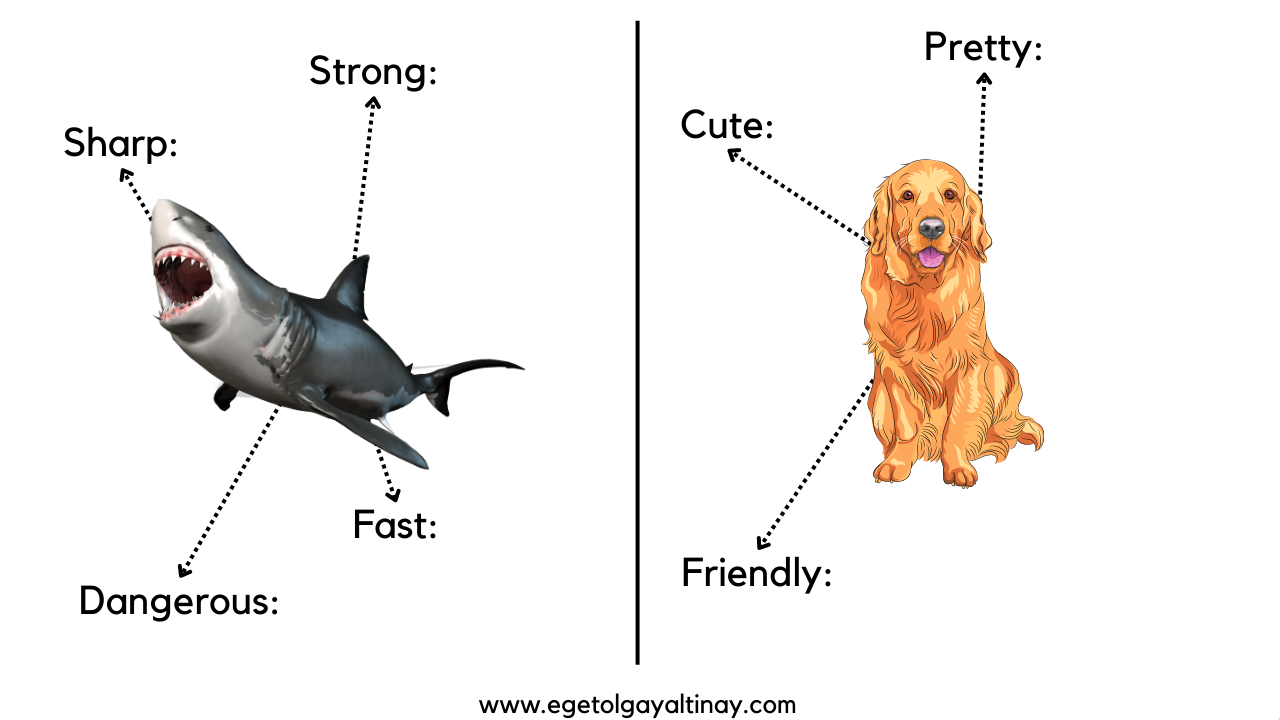 Strong:
Sharp:
Fast:
Dangerous:
Pretty:
Cute:
Friendly:
www.egetolgayaltinay.com